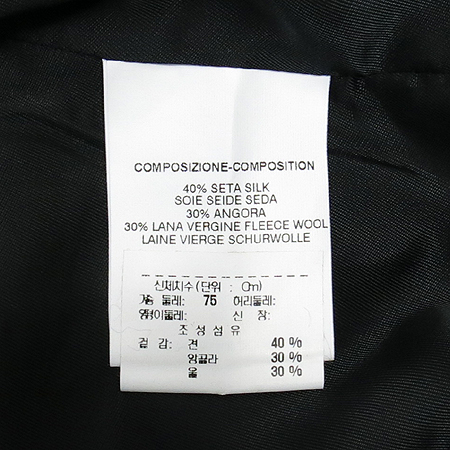 COMPOSIZIONE-COMPOSITION
40% SETA SILK
SOIE SEIDE SEDA
30% ANGORA
30% LANA VERGINE FLEECE WOOL
LAINE VIERGE SCHURWOLLE
신체치수(단위 : Cm)
가슴 둘레: 75 허리둘레:
엉덩이둘레: 신 장:
조성섬유
겉 감: 견 40 %
앙골라 30 %
울 30 %